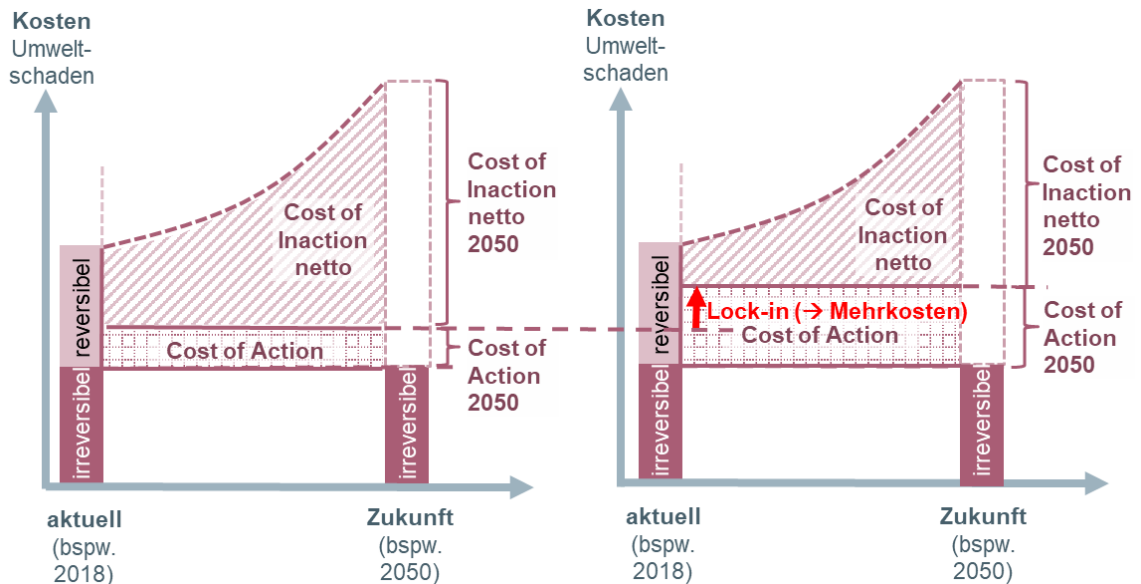 Kosten
Umwelt-
schaden
Cost of
Inaction
netto
2050
Cost of
Inaction
netto
reversibel
Cost of Action
Cost of
Action
2050
irreversibel
irreversibel
aktuell
(bspw.
2018)
Zukunft
(bspw.
2050)
Kosten
Umwelt-
schaden
Cost of
Inaction
netto
2050
Cost of
Inaction
netto
reversibel
Lock-in (→ Mehrkosten)
Cost of Action
Cost of
Action
2050
irreversibel
irreversibel
aktuell
(bspw.
2018)
Zukunft
(bspw.
2050)